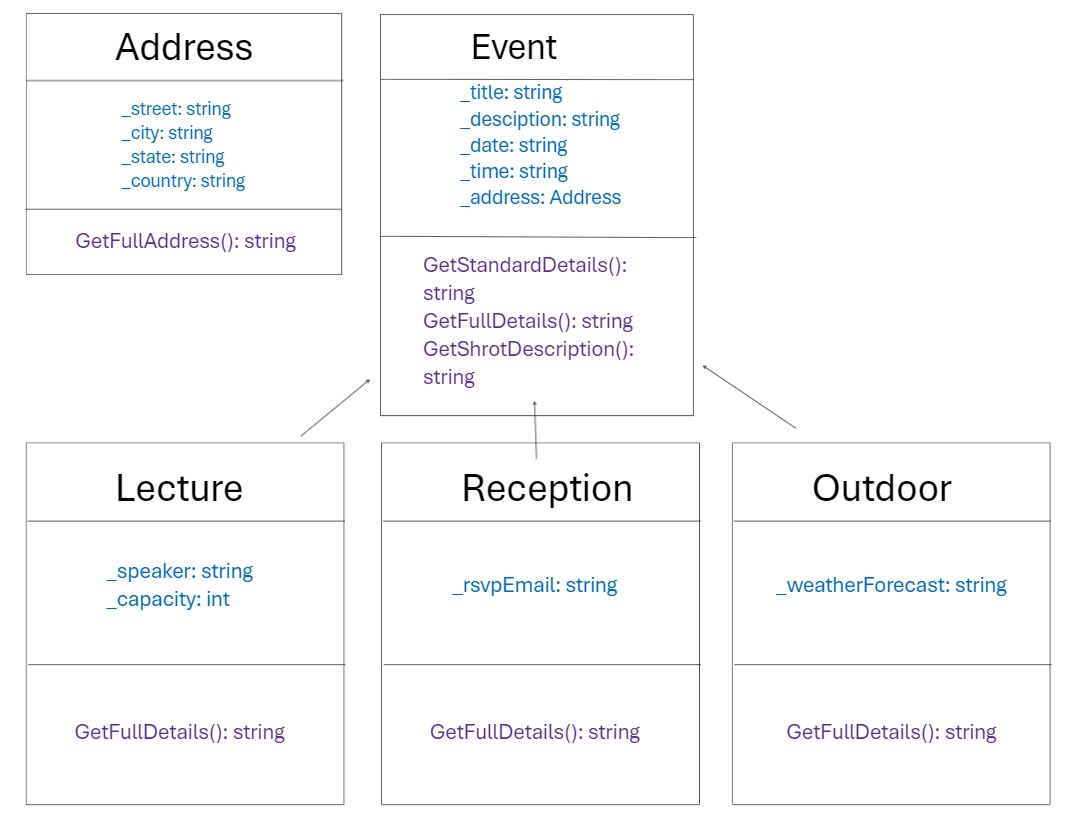 Address
_street: string
_city: string
_state: string
_country: string
GetFullAddress(): string
Event
_title: string
_desciption: string
_date: string
_time: string
_address: Address
GetStandardDetails():
string
GetFullDetails(): string
GetShrotDescription():
string
Lecture
_speaker: string
_capacity: int
GetFullDetails(): string
Reception
_rsvpEmail: string
GetFullDetails(): string
Outdoor
_weatherForecast: string
GetFullDetails(): string